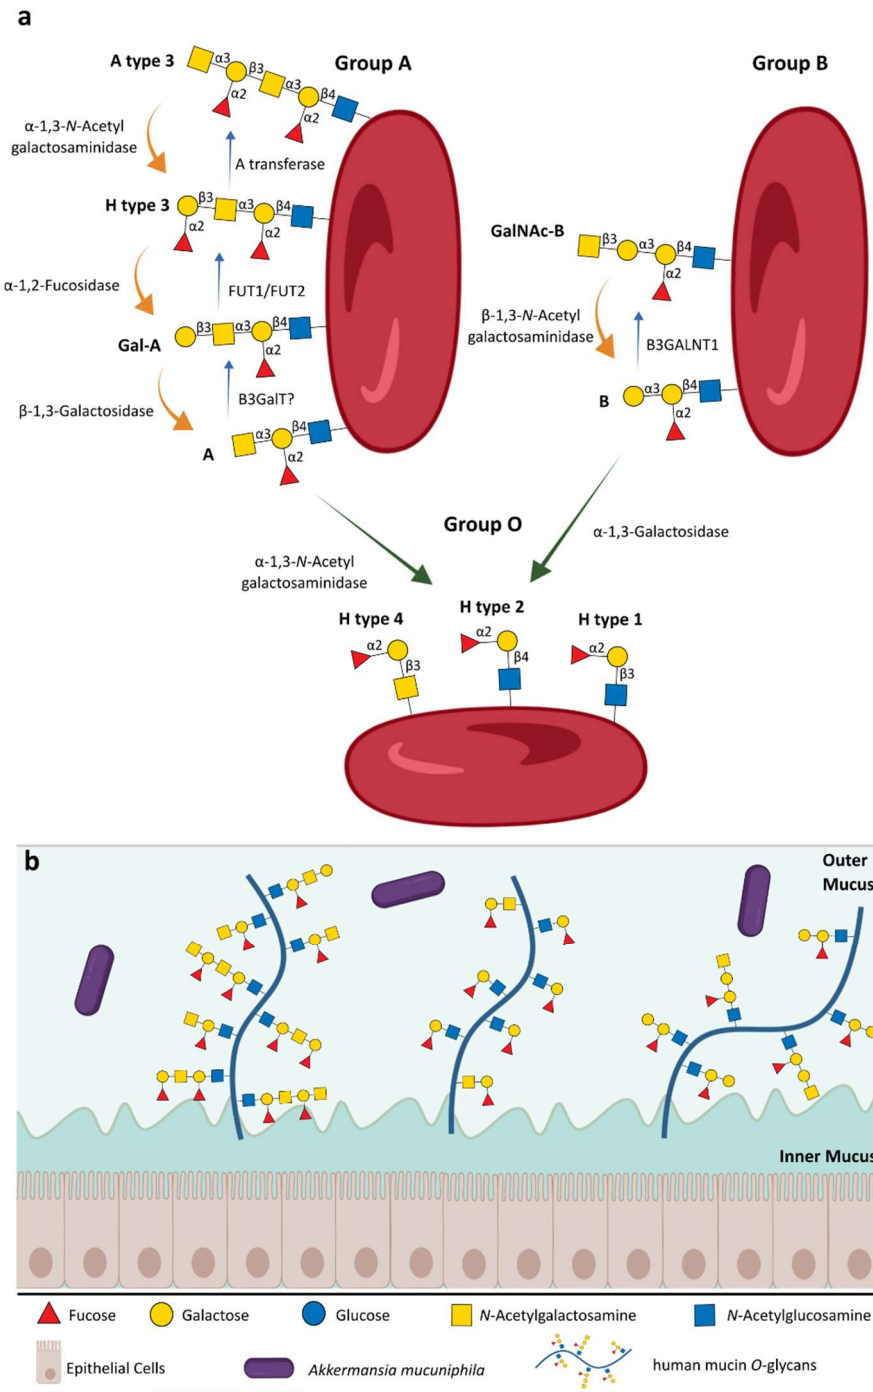 a
Group A
Group B
A type 3
α3
β3
α3
β4
α2
α2
α-1,3-N-Acetyl
galactosaminidase
A transferase
H type 3
β3
α3
β4
α2
α2
α-1,2-Fucosidase
FUT1/FUT2
Gal-A
β3
α3
β4
α2
β-1,3-Galactosidase
B3GalT?
A
α3
β4
α2
GalNAc-B
β3
α3
β4
α2
β-1,3-N-Acetyl
galactosaminidase
B3GALNT1
B
α3
β4
α2
Group O
α-1,3-N-Acetyl
galactosaminidase
α-1,3-Galactosidase
H type 4
α2
β3
H type 2
α2
β4
H type 1
α2
β3
b
Outer
Mucus
Inner Mucus
Fucose
Galactose
Glucose
N-Acetylgalactosamine
N-Acetylglucosamine
Epithelial Cells
Akkermansia mucuniphila
human mucin O-glycans